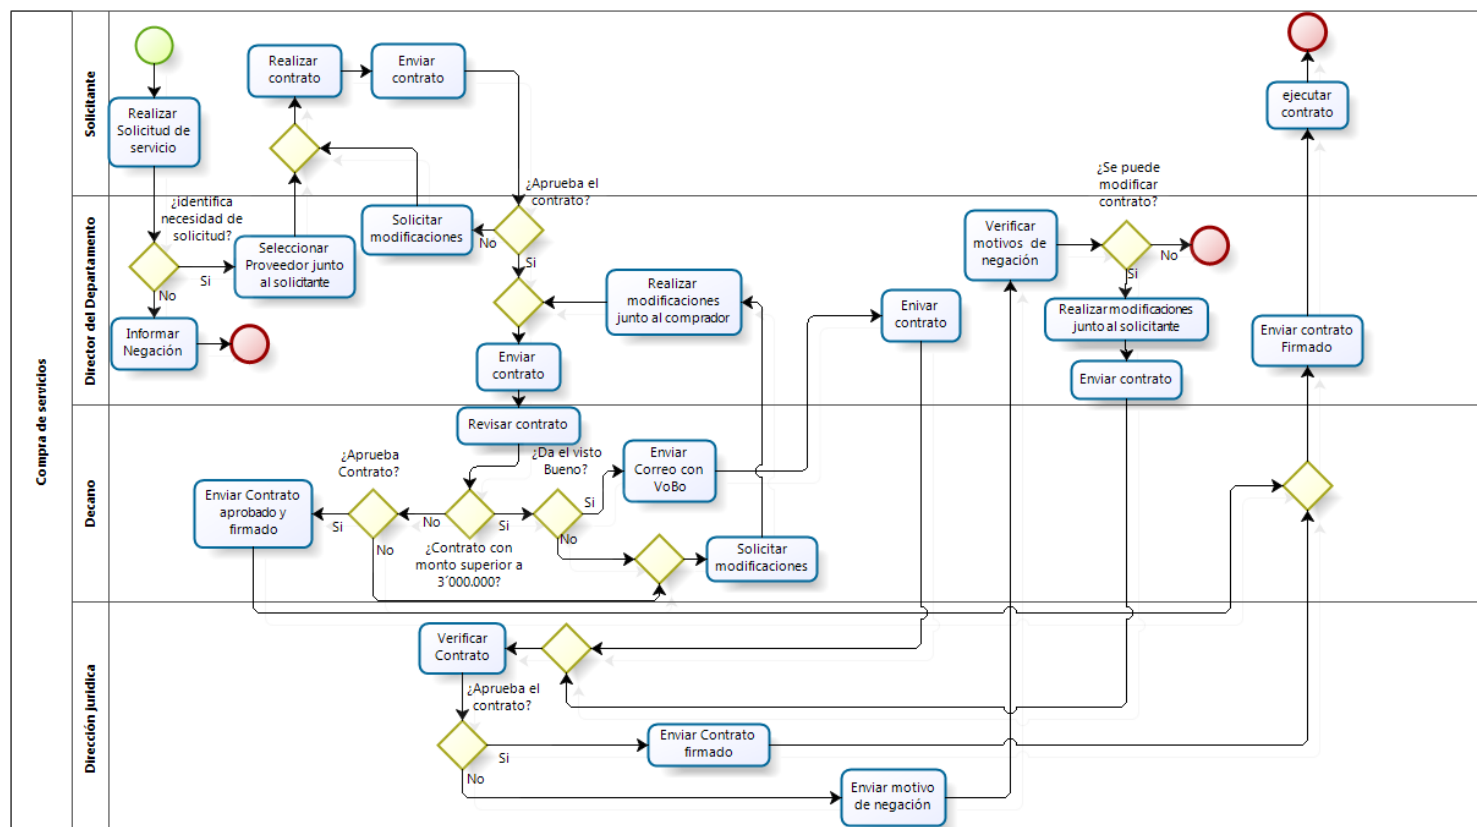 Compra de servicios
Solicitante
Realizar
Solicitud de
servicio
Realizar
contrato
Enviar
contrato
ejecutar
contrato
Director del Departamento
¿identifica
necesidad de
solicitud?
Si
No
Informar
Negación
Seleccionar
Proveedor junto
al solicitante
Solicitar
modificaciones
¿Aprueba el
contrato?
No
Si
Realizar
modificaciones
junto al comprador
Enviar
contrato
Enivar
contrato
Verificar
motivos de
negación
¿Se puede
modificar
contrato?
No
Si
Realizar modificaciones
junto al solicitante
Enviar contrato
Enviar contrato
Firmado
Decano
Revisar contrato
¿Aprueba
Contrato?
Enviar Contrato
aprobado y
firmado
Si
No
No
Si
¿Contrato con
monto superior a
3´000.000?
¿Da el visto
Bueno?
Si
No
Enviar
Correo con
VoBo
Solicitar
modificaciones
Dirección juridica
Verificar
Contrato
¿Aprueba el
contrato?
Si
No
Enviar Contrato
firmado
Enviar motivo
de negación